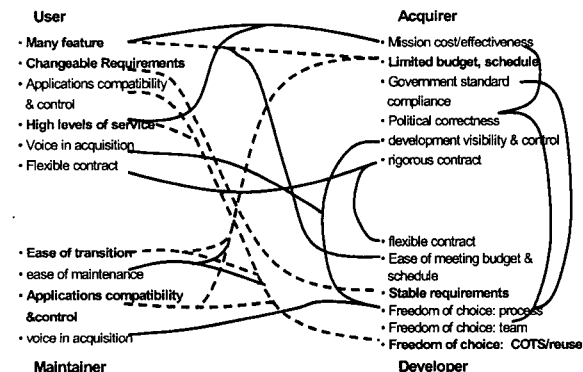 User
• Many feature
• Changeable Requirements
• Applications compatibility
& control
• High levels of service
• Voice in acquisition
• Flexible contract
Acquirer
• Mission cost/effectiveness
• Limited budget, schedule
• Government standard
compliance
• Political correctness
• development visibility & control
• rigorous contract
• Ease of transition
• ease of maintenance
• Applications compatibility
&control
• voice in acquisition
Maintainer
• flexible contract
• Ease of meeting budget &
schedule
• Stable requirements
• Freedom of choice: process
• Freedom of choice: team
• Freedom of choice: COTS/reuse
Developer